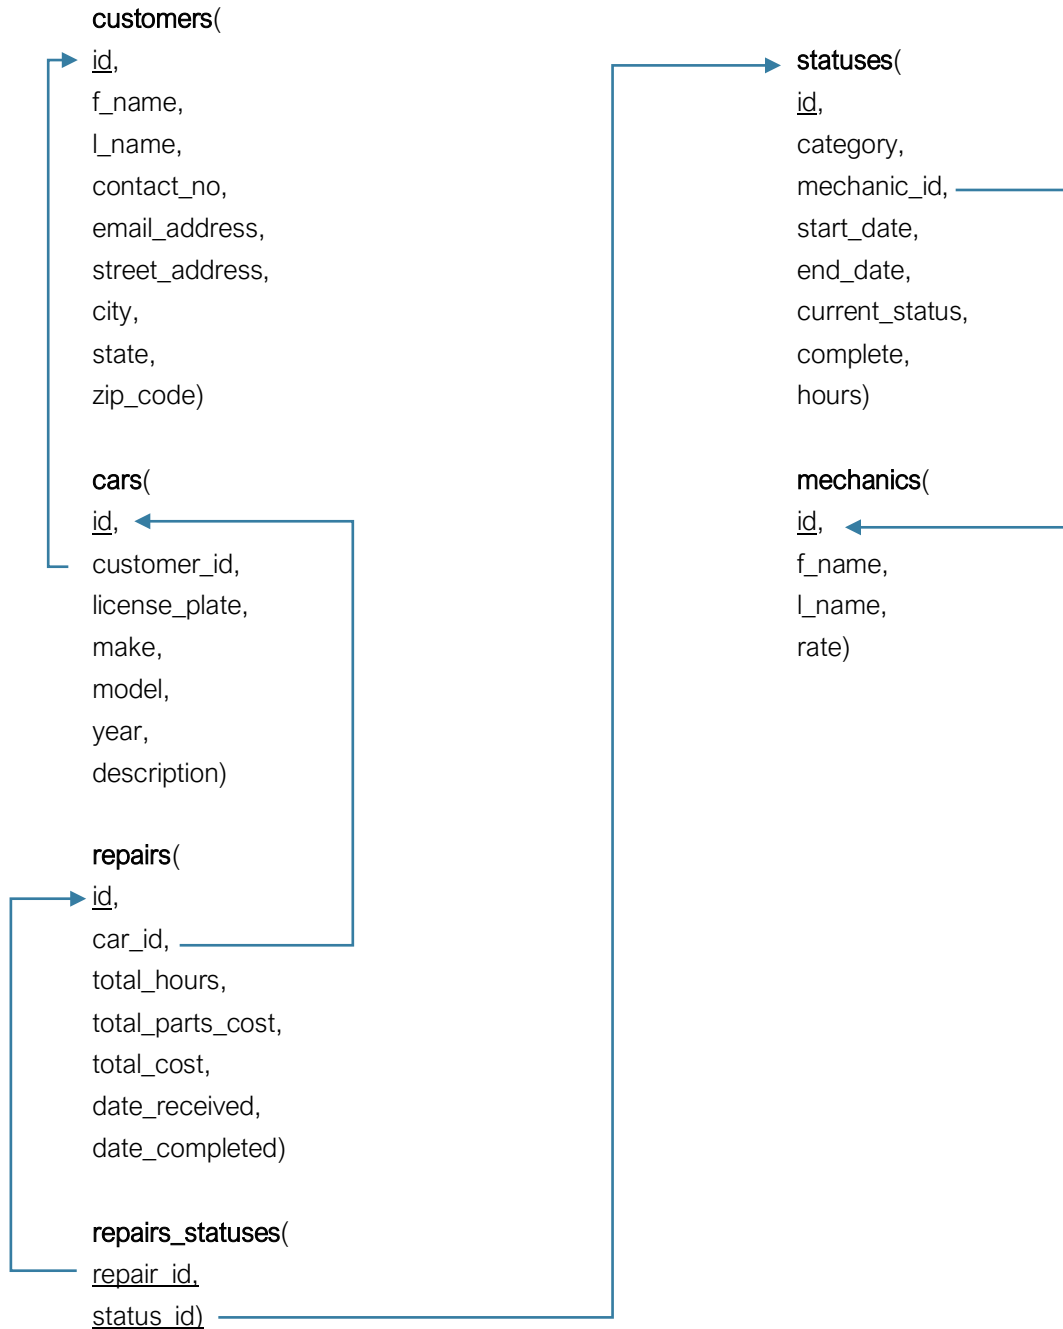 customers(
id,
f_name,
l_name,
contact_no,
email_address,
street_address,
city,
state,
zip_code)
cars(
id,
customer_id,
license_plate,
make,
model,
year,
description)
repairs(
id,
car_id,
total_hours,
total_parts_cost,
total_cost,
date_received,
date_completed)
repairs_statuses(
repair_id,
status_id)
statuses(
id,
category,
mechanic_id,
start_date,
end_date,
current_status,
complete,
hours)
mechanics(
id,
f_name,
l_name,
rate)